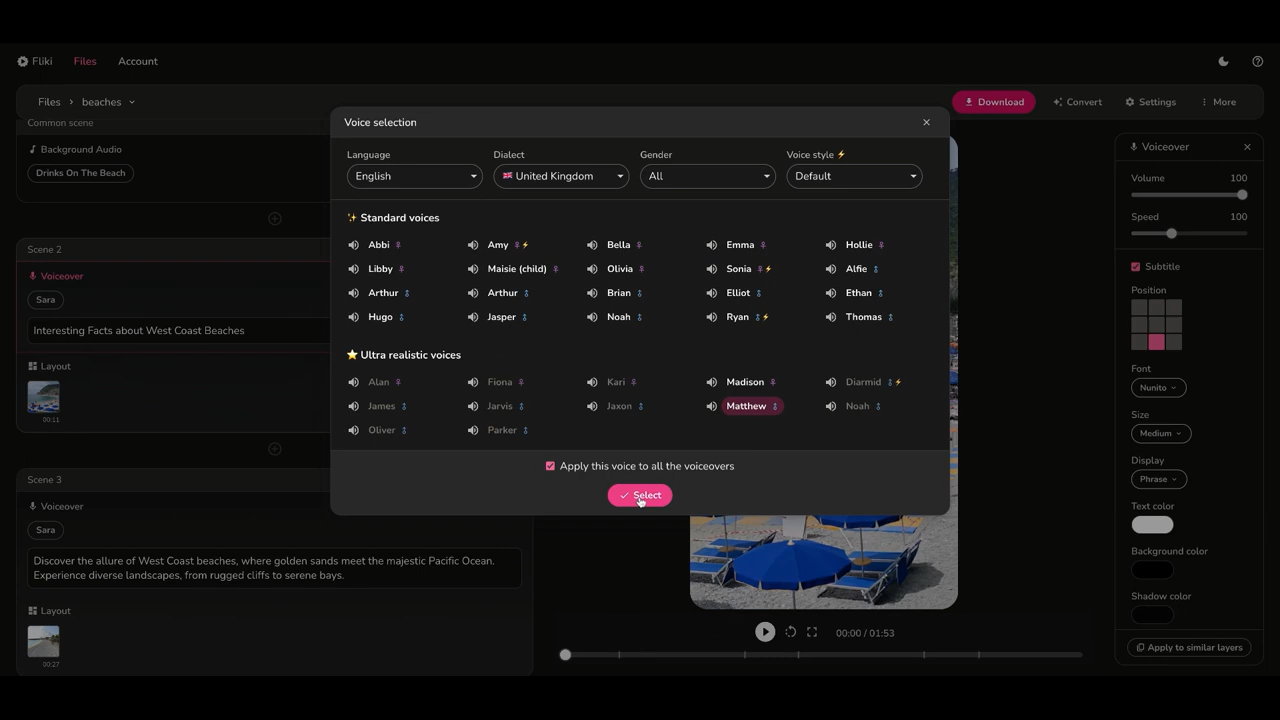 Fliki
Files
Account
Files > beaches
Download
Convert
Settings
More
Common scene
Background Audio
Drinks On The Beach
Scene 2
Voiceover
Sara
Interesting Facts about West Coast Beaches
Layout
00:11
Scene 3
Voiceover
Sara
Discover the allure of West Coast beaches, where golden sands meet the majestic Pacific Ocean.
Experience diverse landscapes, from rugged cliffs to serene bays.
Layout
00:27
Voice selection
Language Dialect Gender Voice style
English United Kingdom All Default
Standard voices
Abbi Amy Bella Emma Hollie
Libby Maisie (child) Olivia Sonia Alfie
Arthur Arthur Brian Elliot Ethan
Hugo Jasper Noah Ryan Thomas
Ultra realistic voices
Alan Fiona Kari Madison Diarmid
James Jarvis Jaxon Matthew Noah
Oliver Parker
Apply this voice to all the voiceovers
Select
00:00 / 01:53
Voiceover
Volume 100
Speed 100
Subtitle
Position
Font
Nunito
Size
Medium
Display
Phrase
Text color
Background color
Shadow color
Apply to similar layers